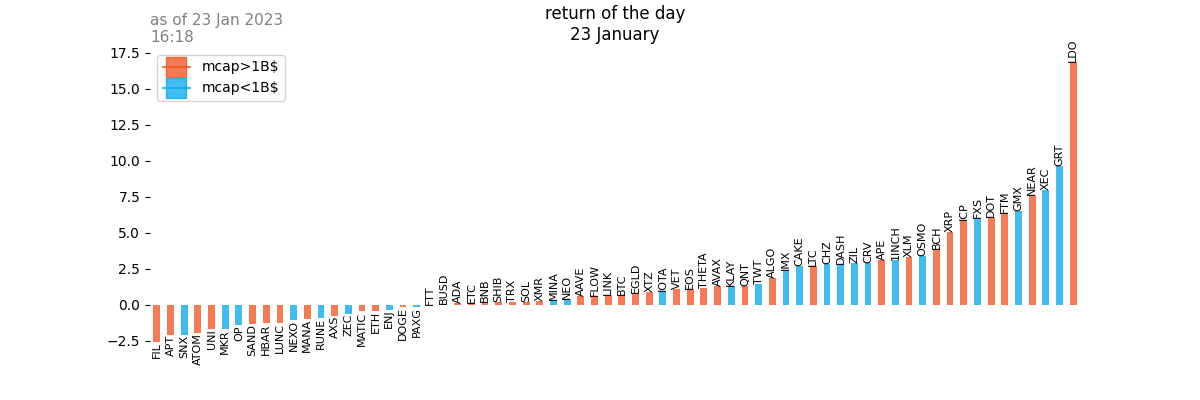 as of 23 Jan 2023
16:18
return of the day
23 January
mcap>1B$
mcap<1B$
17.5
15.0
12.5
10.0
7.5
5.0
2.5
0.0
−2.5
FIL
APT
SNX
ATOM
UNI
MKR
OP
SAND
HBAR
LUNC
NEXO
MANA
RUNE
AXS
ZEC
MATIC
ETH
ENJ
DOGE
PAXG
FTT
BUSD
ADA
ETC
BNB
SHIB
TRX
SOL
XMR
MINA
NEO
AAVE
FLOW
LINK
BTC
EGLD
XTZ
IOTA
VET
EOS
THETA
AVAX
KLAY
QNT
TWT
ALGO
IMX
CAKE
LTC
CHZ
DASH
ZIL
CRV
APE
1INCH
XLM
OSMO
BCH
XRP
ICP
FXS
DOT
FTM
GMX
NEAR
XEC
GRT
LDO